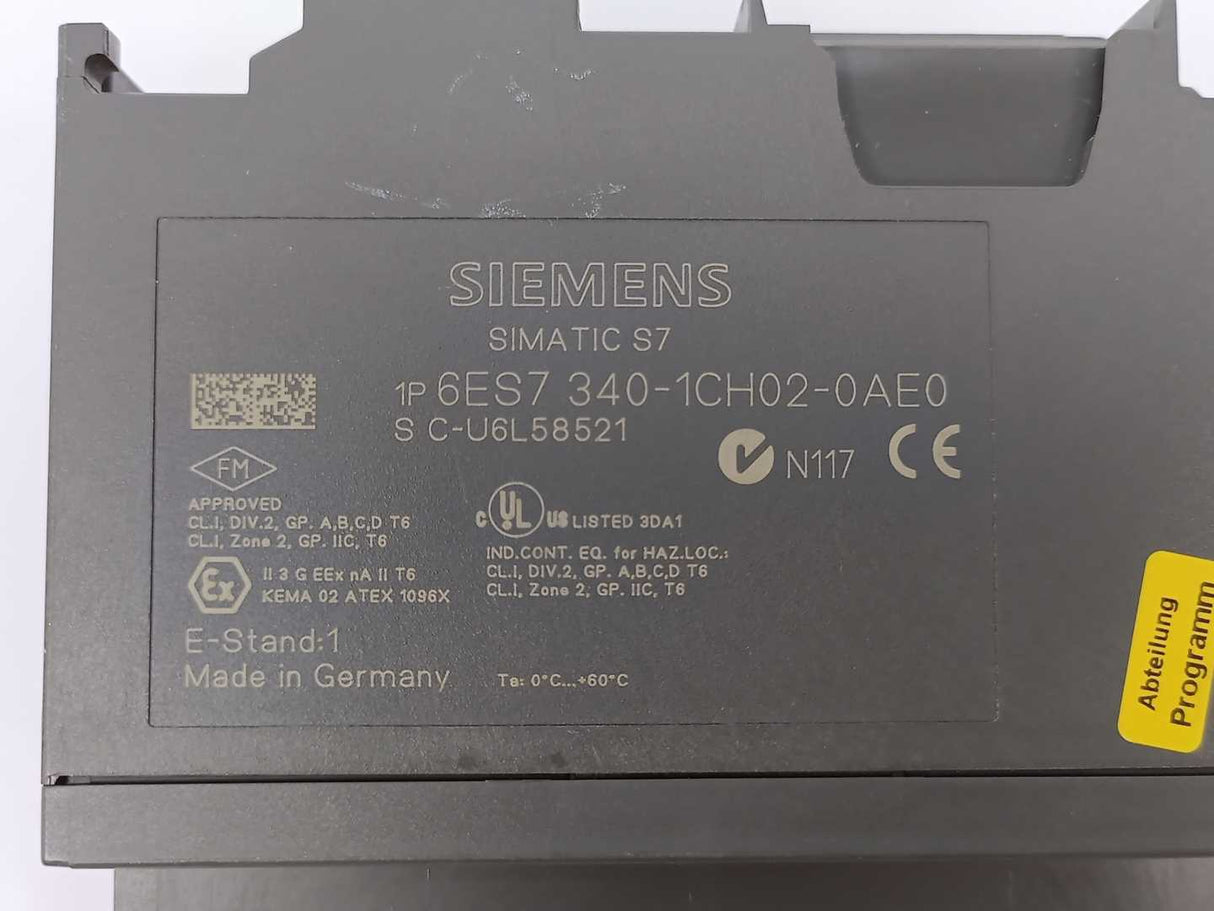 SIEMENS
SIMATIC S7
1P 6ES7 340-1CH02-0AE0
S C-U6L58521
N117 CE
FM
APPROVED
CL.I, DIV.2, GP. A,B,C,D T6
CL.I, Zone 2, GP. IIC, T6
C UL US LISTED 3DA1
IND.CONT. EQ. for HAZ.LOC.:
CL.I, DIV.2, GP. A,B,C,D T6
CL.I, Zone 2, GP. IIC, T6
Ex
II 3 G EEx nA II T6
KEMA 02 ATEX 1096X
E-Stand:1
Made in Germany
Ta: 0°C...+60°C
Abteilung
Programm